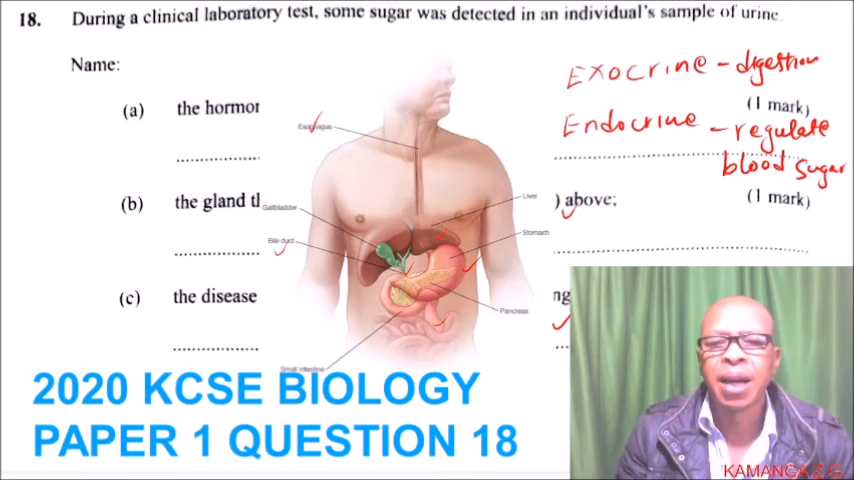 18. During a clinical laboratory test, some sugar was detected in an individual's sample of urine.
Name:
Exocrine - digestion
(a) the hormor
(1 mark)
Esophagus
Endocrine - regulate
blood sugar
(b) the gland tl
) above;
(1 mark)
Gallbladder
Liver
Bile duct
Stomach
(c) the disease
ng
Pancreas
Small intestine
2020 KCSE BIOLOGY
PAPER 1 QUESTION 18
KAMANGA Z.G.